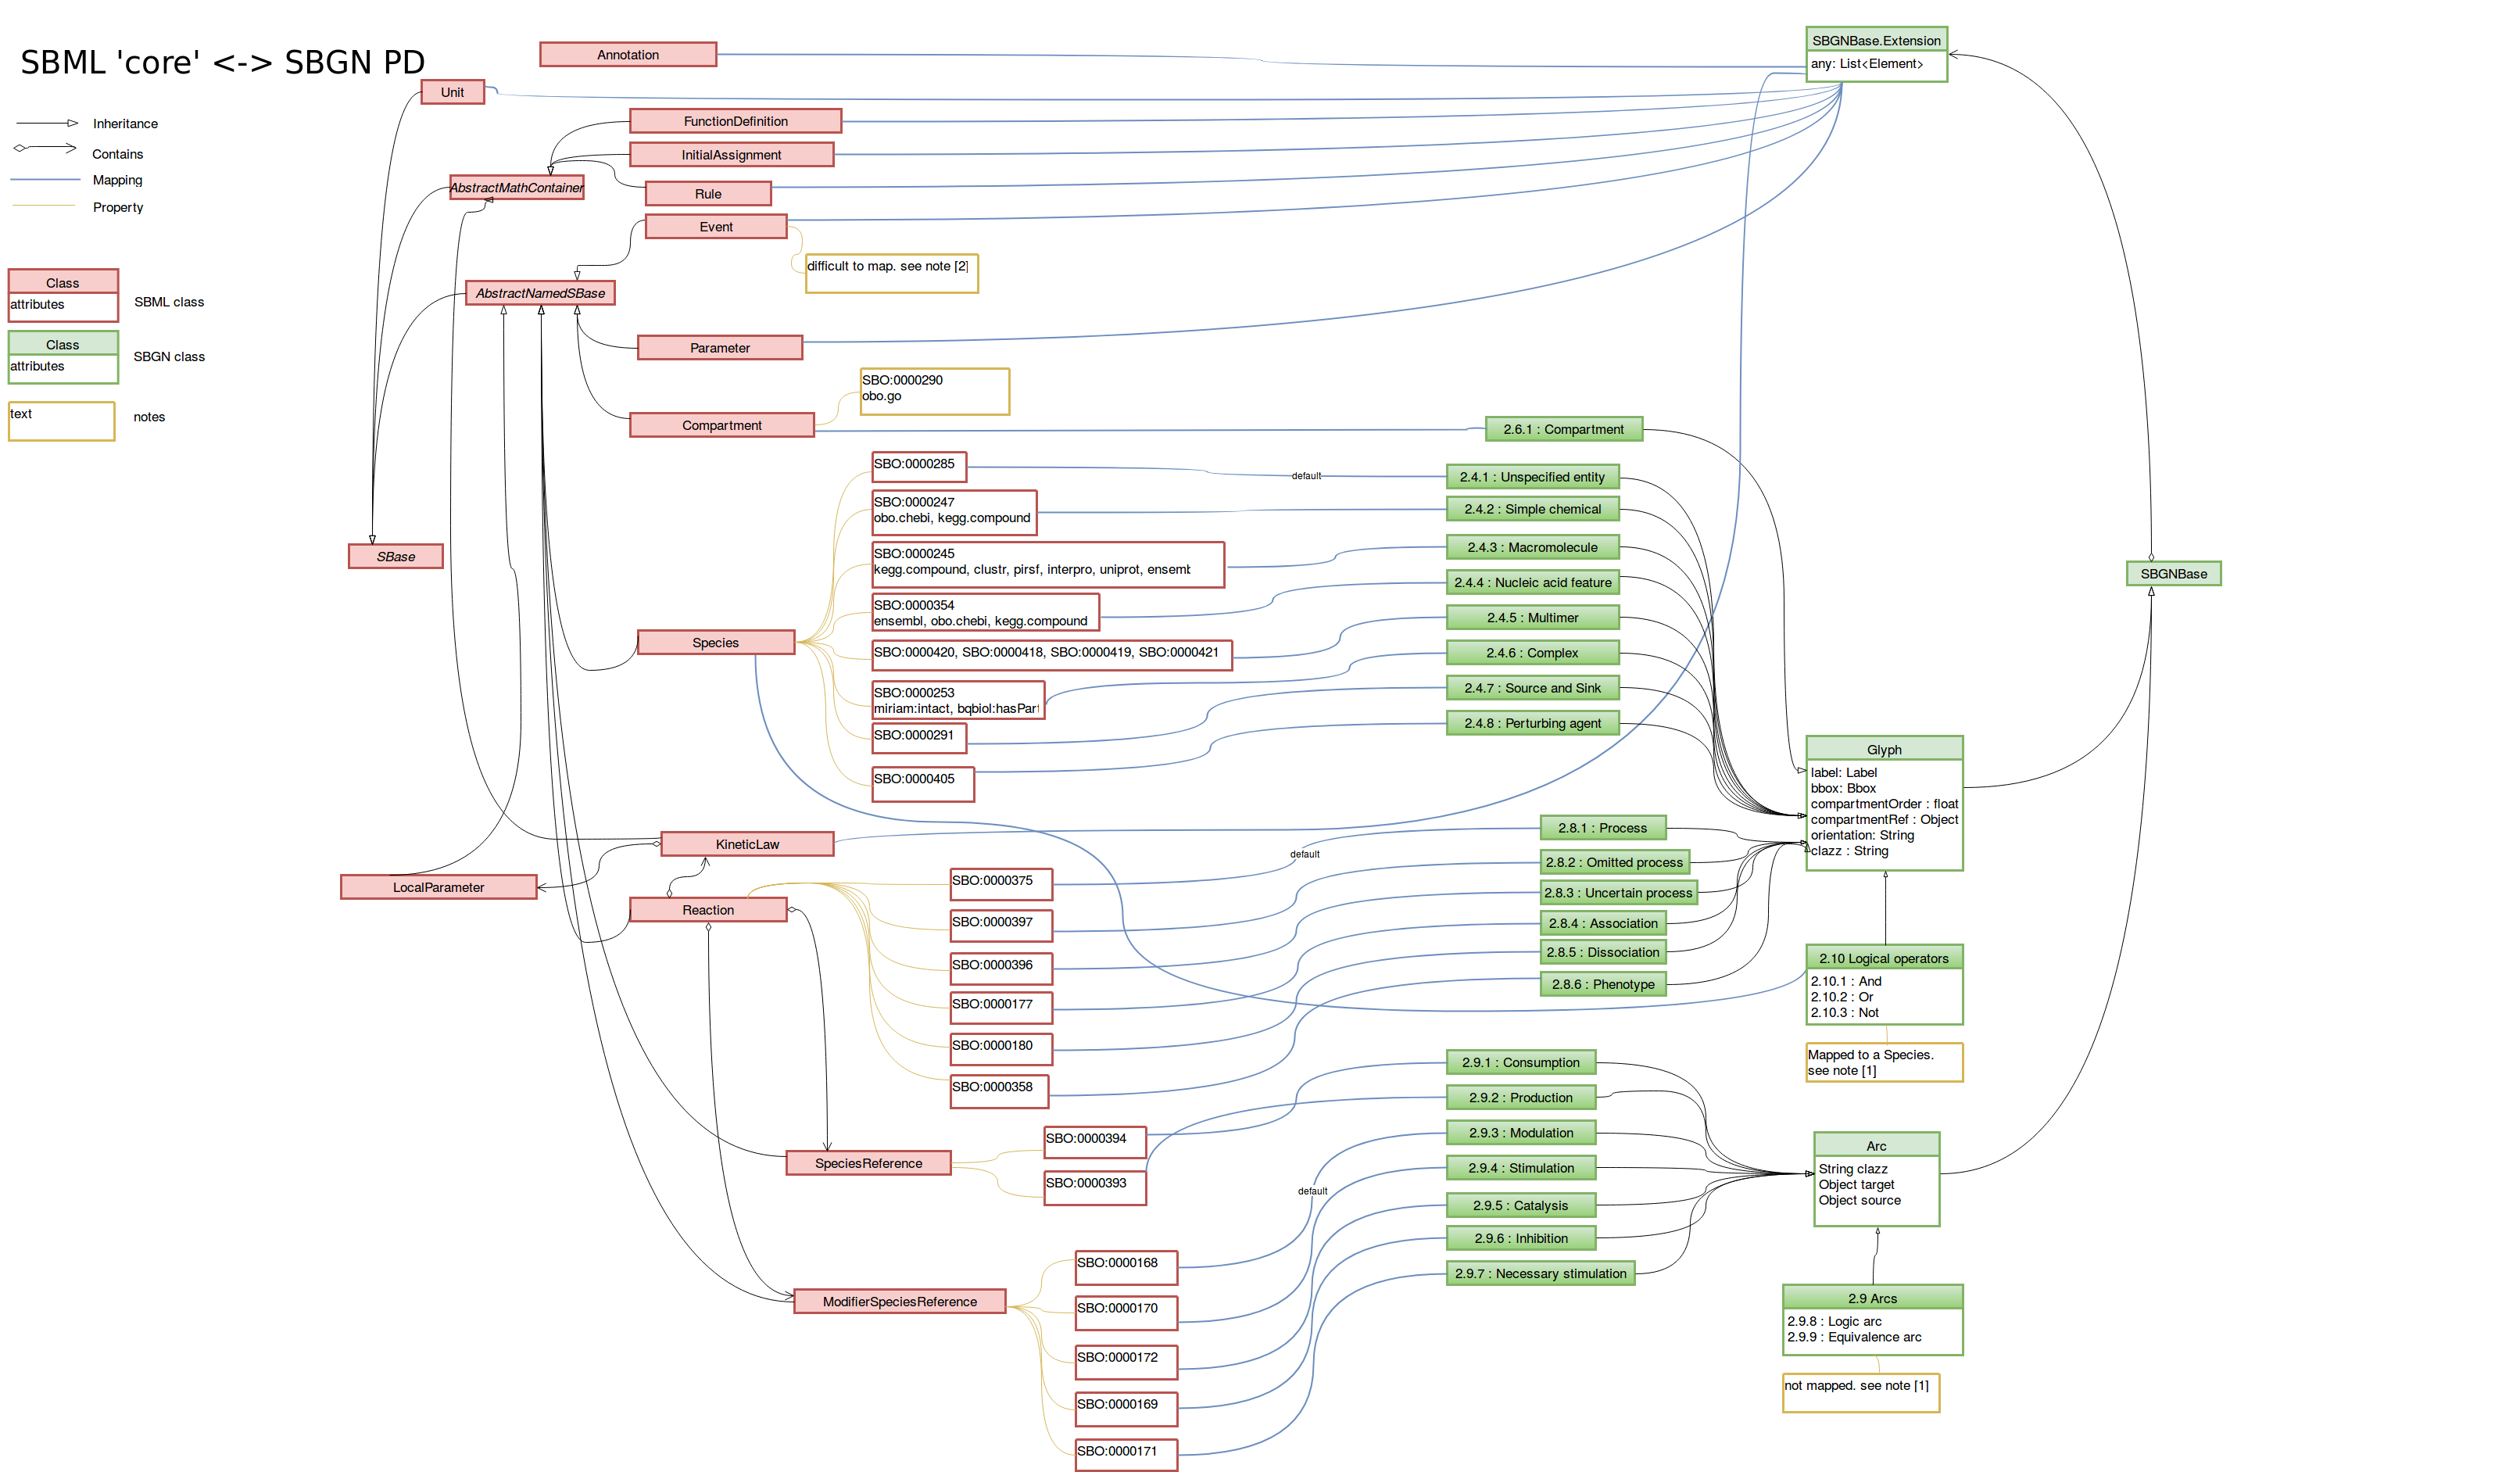 SBML 'core' <-> SBGN PD
Inheritance
Contains
Mapping
Property
Class
attributes
SBML class
Class
attributes
SBGN class
text
notes
Annotation
Unit
FunctionDefinition
InitialAssignment
AbstractMathContainer
Rule
Event
difficult to map. see note [2]
AbstractNamedSBase
Parameter
SBO:0000290
obo.go
Compartment
SBase
Species
SBO:0000285
SBO:0000247
obo.chebi, kegg.compound
SBO:0000245
kegg.compound, clustr, pirsf, interpro, uniprot, ensembl
SBO:0000354
ensembl, obo.chebi, kegg.compound
SBO:0000420, SBO:0000418, SBO:0000419, SBO:0000421
SBO:0000253
miriam:intact, bqbiol:hasPart
SBO:0000291
SBO:0000405
KineticLaw
LocalParameter
Reaction
SBO:0000375
SBO:0000397
SBO:0000396
SBO:0000177
SBO:0000180
SBO:0000358
SpeciesReference
SBO:0000394
SBO:0000393
ModifierSpeciesReference
SBO:0000168
SBO:0000170
SBO:0000172
SBO:0000169
SBO:0000171
default
default
default
2.6.1 : Compartment
2.4.1 : Unspecified entity
2.4.2 : Simple chemical
2.4.3 : Macromolecule
2.4.4 : Nucleic acid feature
2.4.5 : Multimer
2.4.6 : Complex
2.4.7 : Source and Sink
2.4.8 : Perturbing agent
2.8.1 : Process
2.8.2 : Omitted process
2.8.3 : Uncertain process
2.8.4 : Association
2.8.5 : Dissociation
2.8.6 : Phenotype
2.9.1 : Consumption
2.9.2 : Production
2.9.3 : Modulation
2.9.4 : Stimulation
2.9.5 : Catalysis
2.9.6 : Inhibition
2.9.7 : Necessary stimulation
SBGNBase.Extension
any: List<Element>
SBGNBase
Glyph
label: Label
bbox: Bbox
compartmentOrder : float
compartmentRef : Object
orientation: String
clazz : String
2.10 Logical operators
2.10.1 : And
2.10.2 : Or
2.10.3 : Not
Mapped to a Species.
see note [1]
Arc
String clazz
Object target
Object source
2.9 Arcs
2.9.8 : Logic arc
2.9.9 : Equivalence arc
not mapped. see note [1]